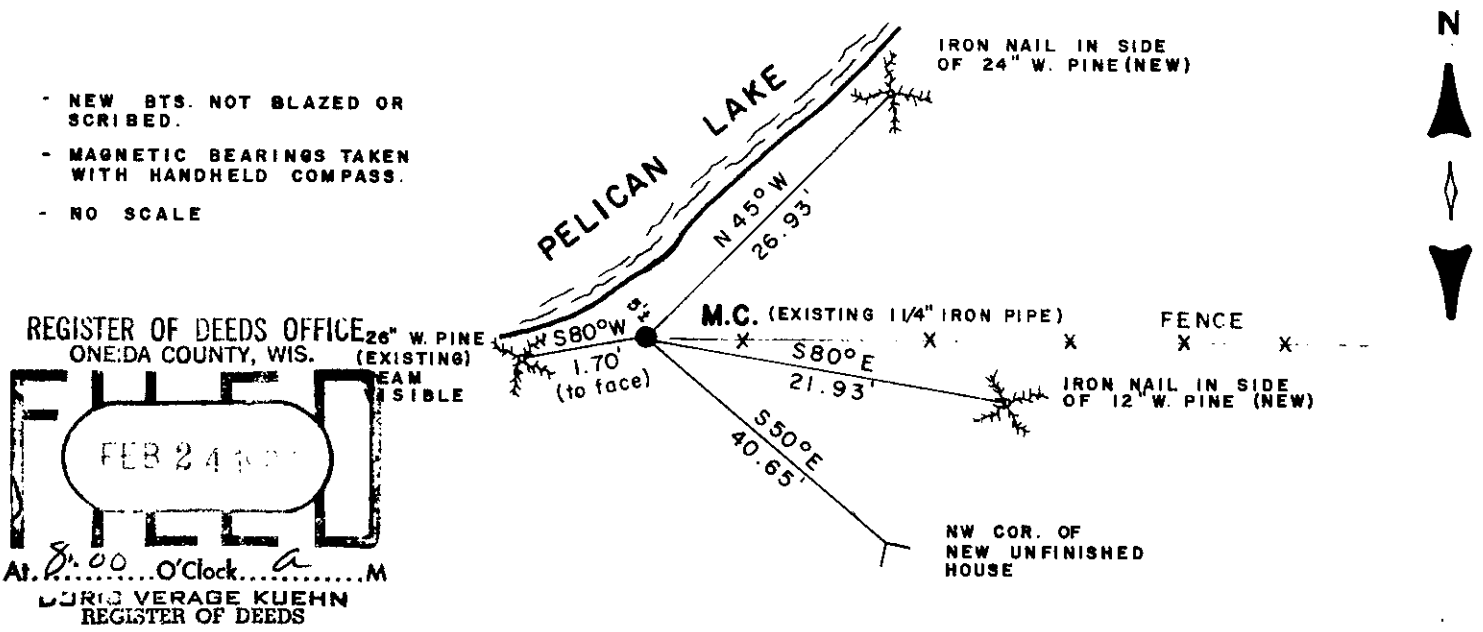 N
IRON NAIL IN SIDE
OF 24" W. PINE (NEW)
- NEW BTS. NOT BLAZED OR
SCRIBED.
- MAGNETIC BEARINGS TAKEN
WITH HANDHELD COMPASS.
- NO SCALE
PELICAN LAKE
N 45° W
26.93'
M.C. (EXISTING 1 1/4" IRON PIPE)
FENCE
X X X X X
REGISTER OF DEEDS OFFICE
ONEIDA COUNTY, WIS.
26" W. PINE
(EXISTING)
S80°W
1.70'
(to face)
S80°E
21.93'
IRON NAIL IN SIDE
OF 12" W. PINE (NEW)
FILED
FEB 24
S50°E
40.65'
NW COR. OF
NEW UNFINISHED
HOUSE
At 8:00 O'Clock a M
VERAGE KUEHN
REGISTER OF DEEDS